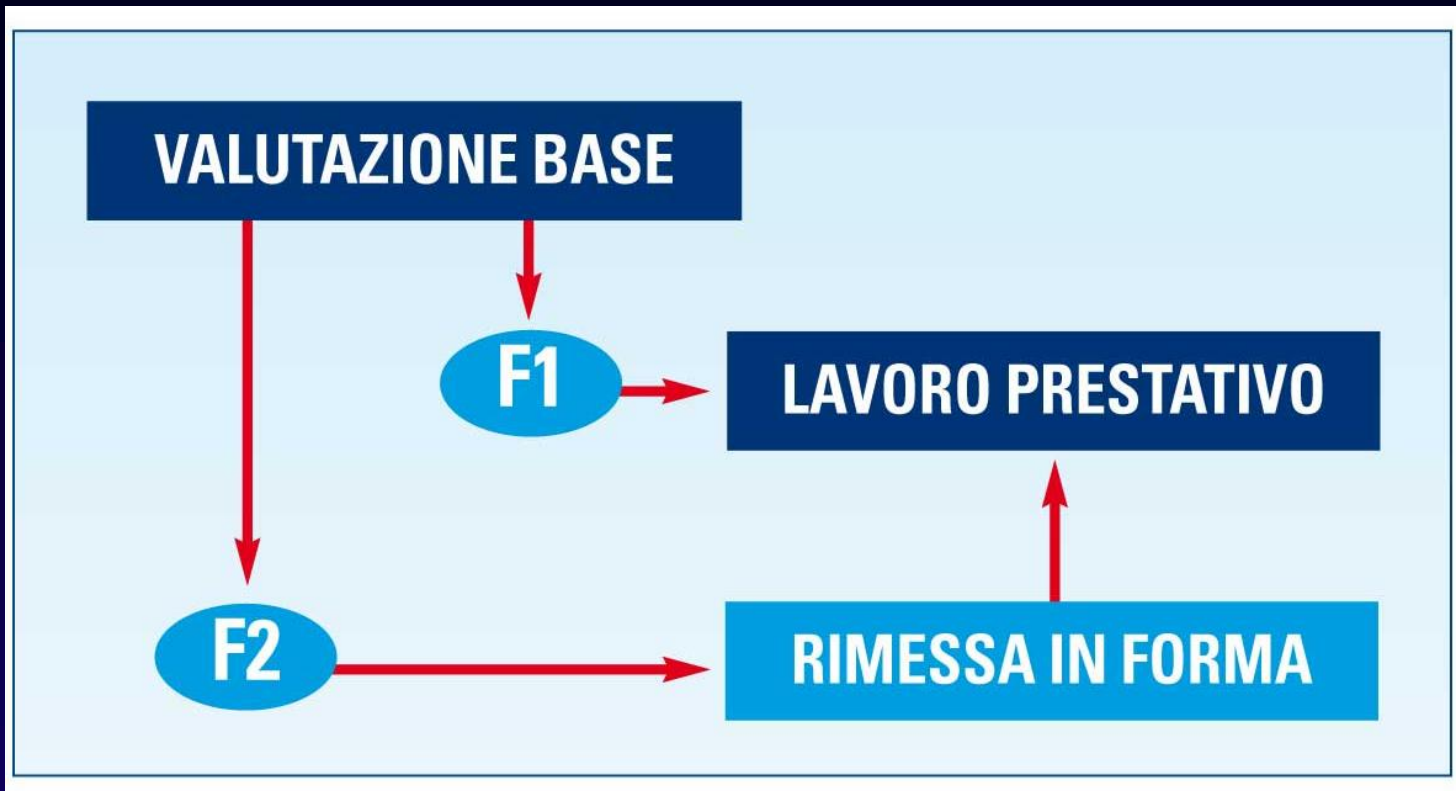 VALUTAZIONE BASE
F1
LAVORO PRESTATIVO
F2
RIMESSA IN FORMA